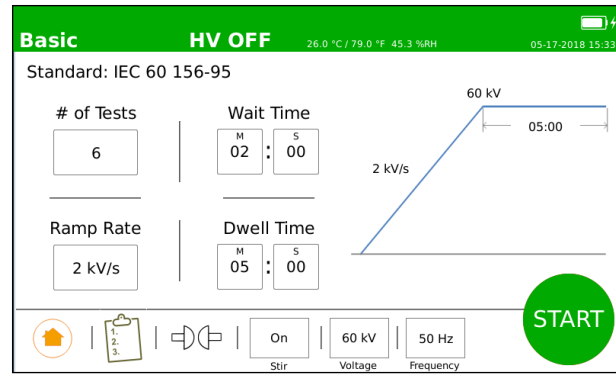 Basic HV OFF 26.0 °C / 79.0 °F 45.3 %RH 05-17-2018 15:33
Standard: IEC 60 156-95
# of Tests
6
Wait Time
M S
02 : 00
Ramp Rate
2 kV/s
Dwell Time
M S
05 : 00
60 kV
05:00
2 kV/s
1.
2.
3.
On
Stir
60 kV
Voltage
50 Hz
Frequency
START